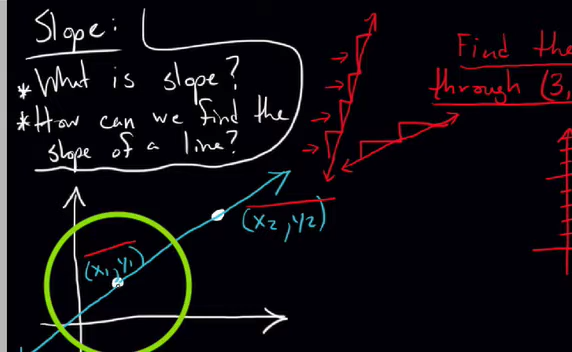 Slope:
* What is slope?
* How can we find the
slope of a line?
Find the
through (3,
(x₂, y₂)
(x₁, y₁)